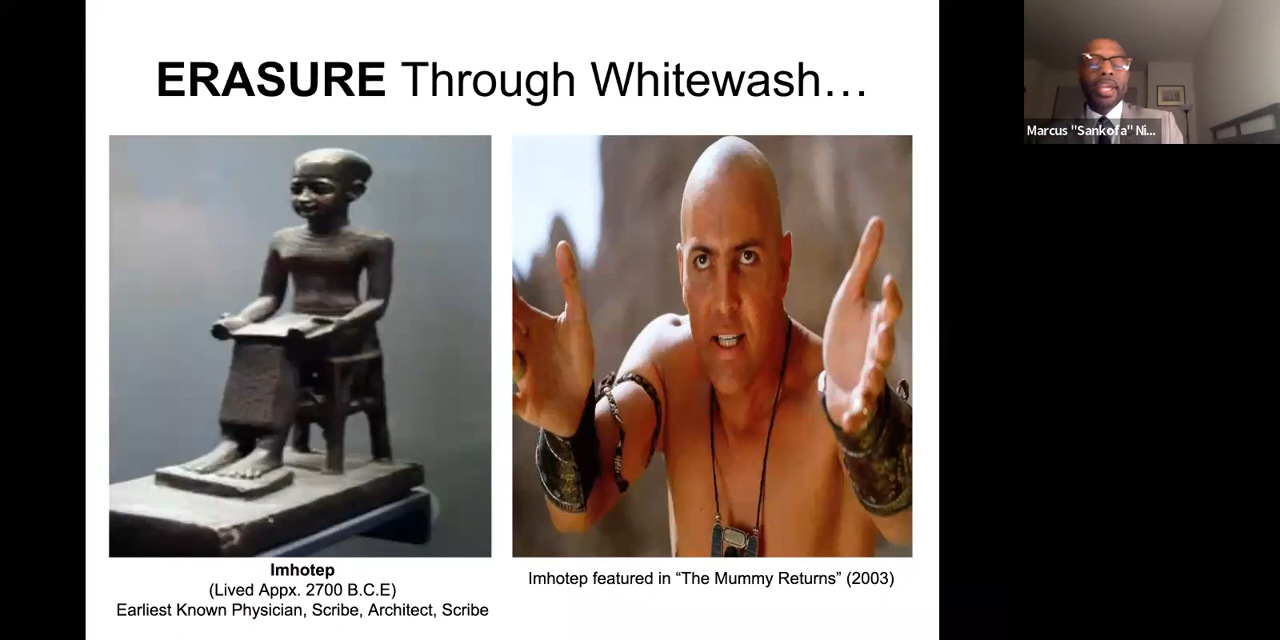 ERASURE Through Whitewash…
Marcus "Sankofa" Ni...
Imhotep
(Lived Appx. 2700 B.C.E)
Earliest Known Physician, Scribe, Architect, Scribe
Imhotep featured in “The Mummy Returns” (2003)